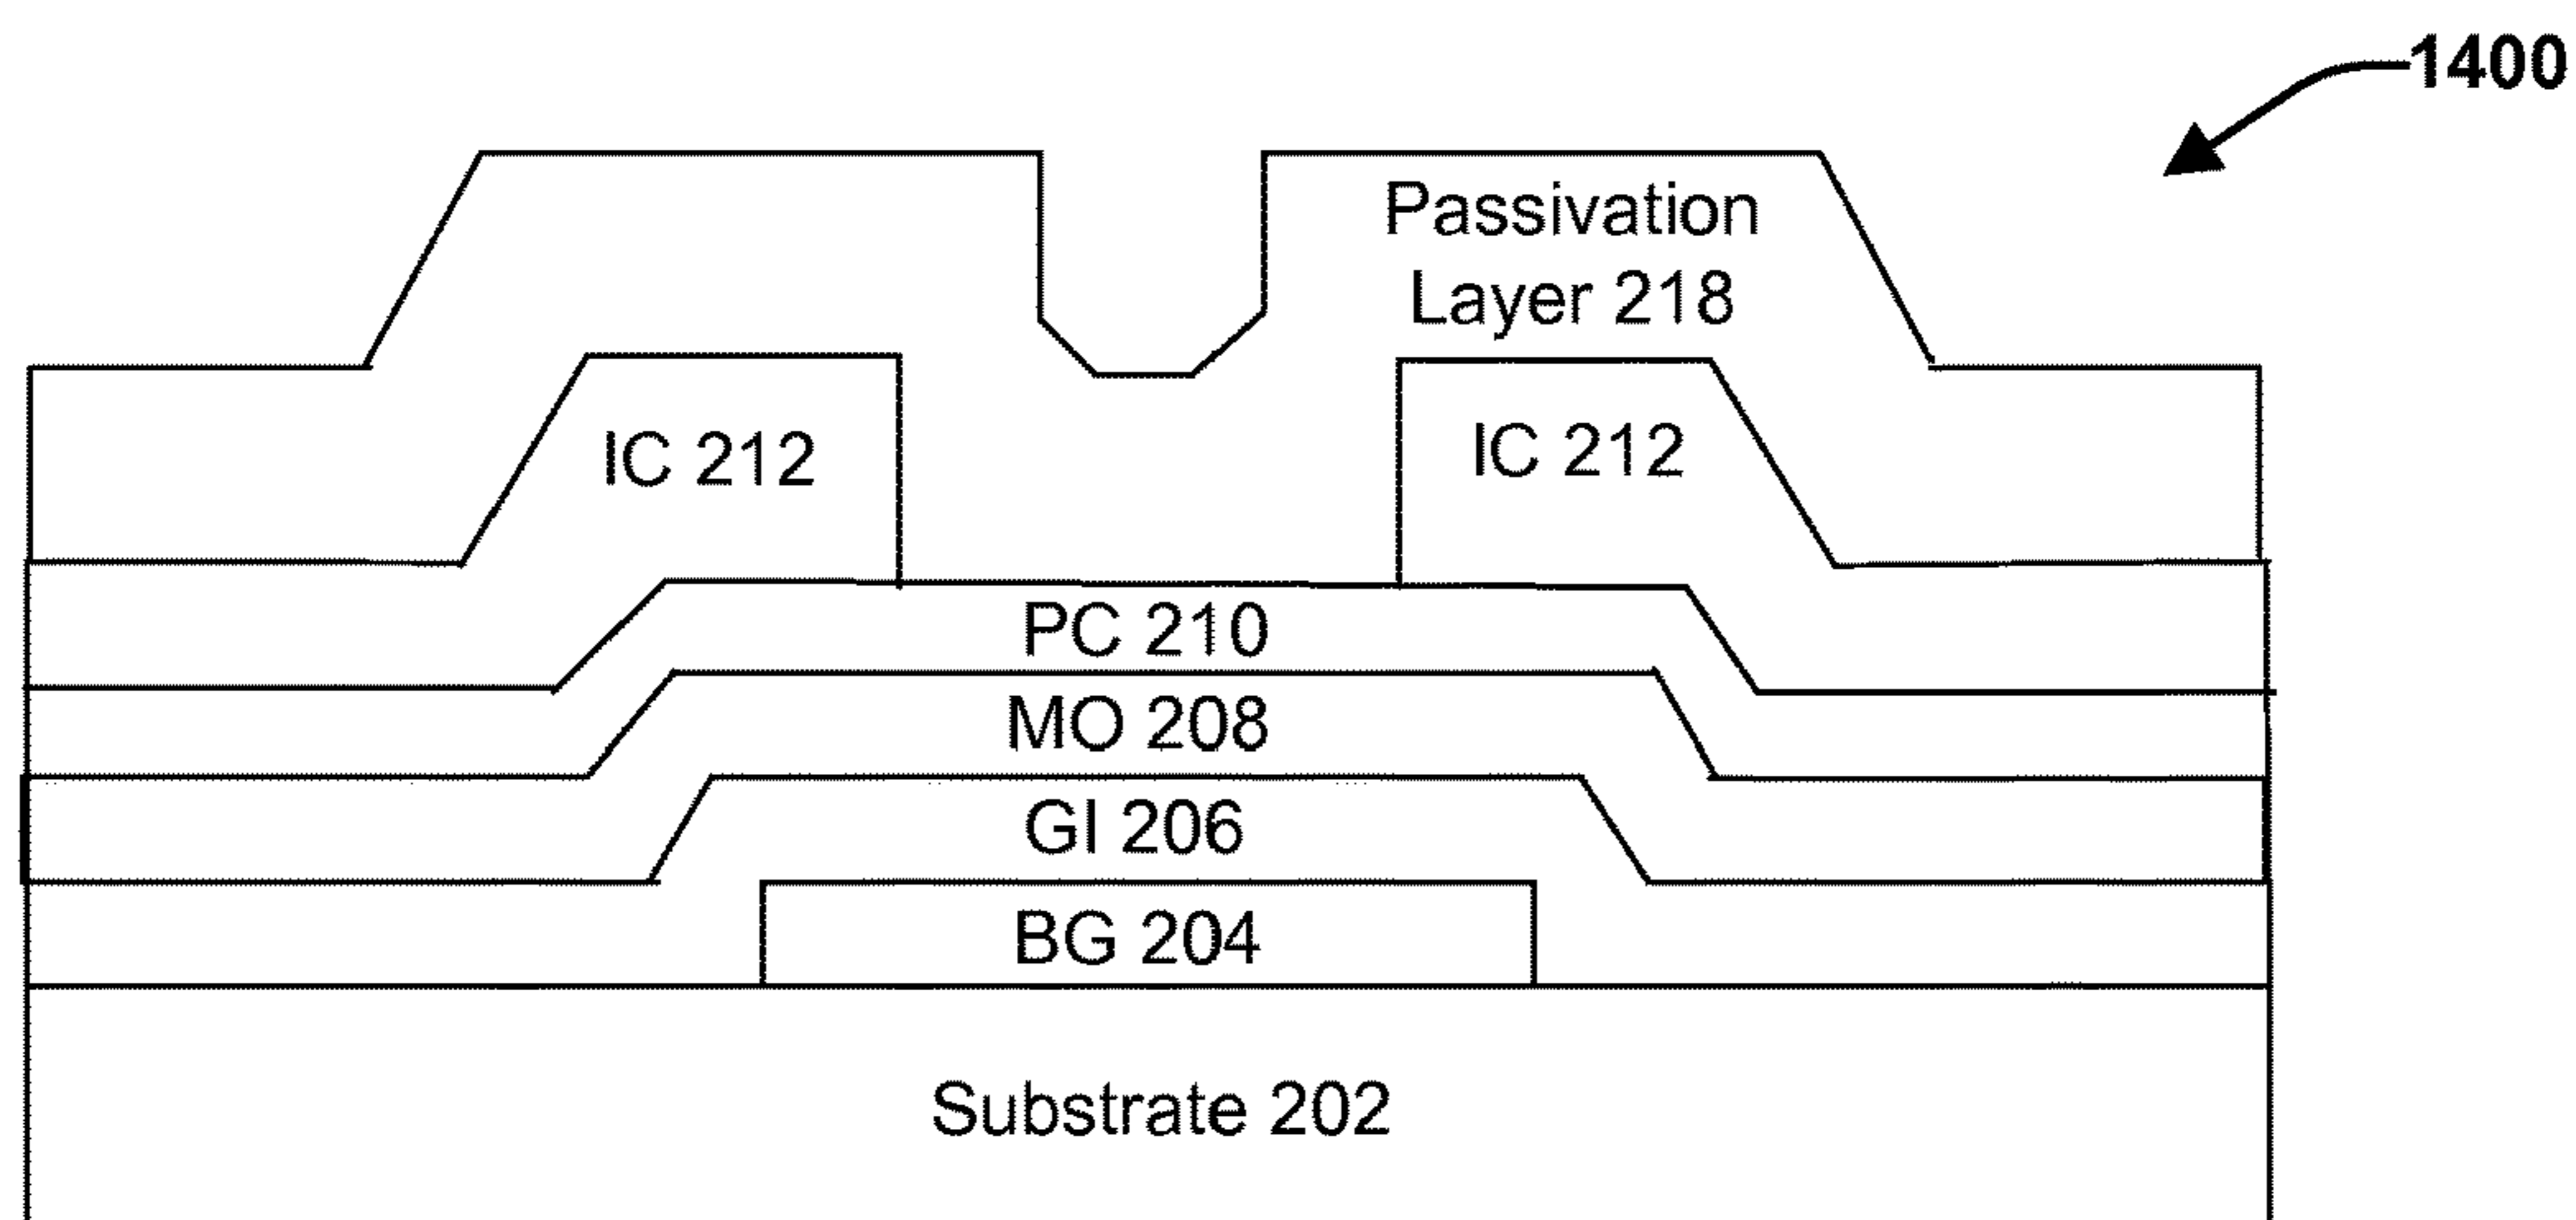 1400
Passivation
Layer 218
IC 212
IC 212
PC 210
MO 208
GI 206
BG 204
Substrate 202